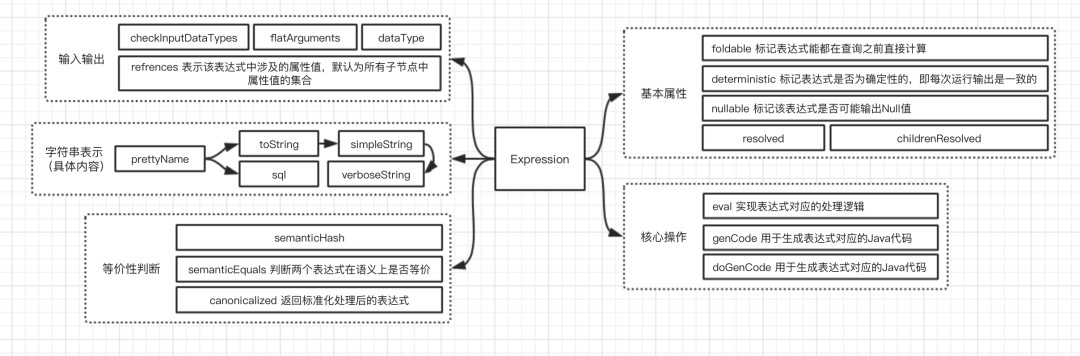 输入输出
checkInputDataTypes
flatArguments
dataType
refrences 表示该表达式中涉及的属性值，默认为所有子节点中
属性值的集合
字符串表示
（具体内容）
prettyName
toString
simpleString
sql
verboseString
等价性判断
semanticHash
semanticEquals 判断两个表达式在语义上是否等价
canonicalized 返回标准化处理后的表达式
Expression
基本属性
foldable 标记表达式能都在查询之前直接计算
deterministic 标记表达式是否为确定性的，即每次运行输出是一致的
nullable 标记该表达式是否可能输出Null值
resolved
childrenResolved
核心操作
eval 实现表达式对应的处理逻辑
genCode 用于生成表达式对应的Java代码
doGenCode 用于生成表达式对应的Java代码